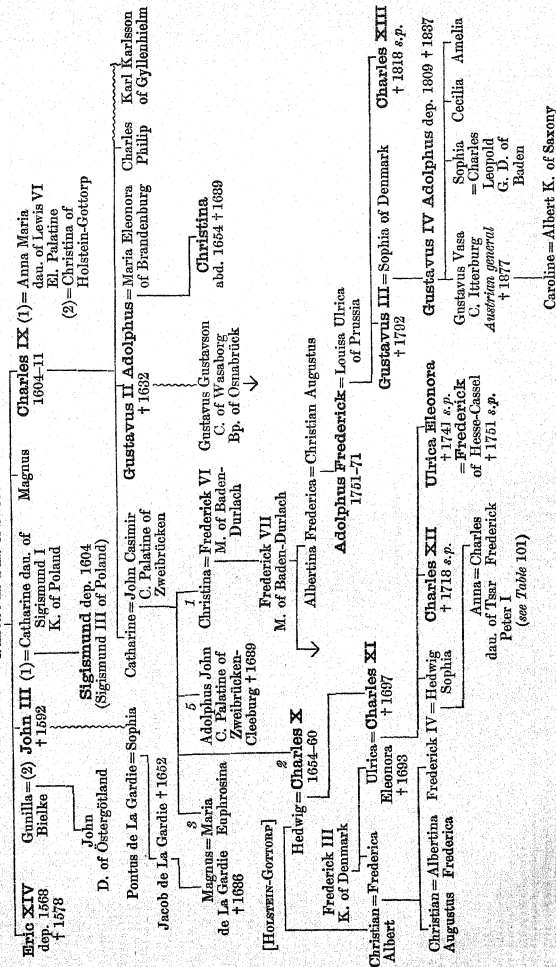 Eric XIV
dep. 1568
† 1578
Gunilla = (2) John III (1) = Catharine dau. of
Bielke
† 1592
Sigismund I
K. of Poland
Magnus
Charles IX (1) = Anna Maria
1604–11
dau. of Lewis VI
El. Palatine
(2) = Christina of
Holstein-Gottorp
John
D. of Östergötland
Sigismund dep. 1604
(Sigismund III of Poland)
Pontus de La Gardie = Sophia
Catharine = John Casimir
C. Palatine of
Zweibrücken
Gustavus II Adolphus = Maria Eleonora
† 1632
of Brandenburg
Charles
Philip
Karl Karlsson
of Gyllenhielm
Jacob de La Gardie † 1652
Christina
abd. 1654 † 1689
3
Magnus = Maria
de La Gardie Euphrosina
† 1686
5
Adolphus John
C. Palatine of
Zweibrücken-
Cleeburg † 1689
1
Christina = Frederick VI
M. of Baden-
Durlach
Gustavus Gustavson
C. of Wasaborg
Bp. of Osnabrück
[HOLSTEIN-GOTTORP]
2
Hedwig = Charles X
1654–60
Frederick VII
M. of Baden-Durlach
Frederick III
K. of Denmark
Albertina Frederica = Christian Augustus
Christian = Frederica
Albert
Ulrica = Charles XI
Eleonora
† 1697
† 1693
Adolphus Frederick = Louisa Ulrica
1751–71
of Prussia
Christian = Albertina
Augustus Frederica
Frederick IV = Hedwig
Sophia
Charles XII
† 1718 s.p.
Ulrica Eleonora
† 1741 s.p.
= Frederick
of Hesse-Cassel
† 1751 s.p.
Gustavus III = Sophia of Denmark
† 1792
Charles XIII
† 1818 s.p.
Anna = Charles
dau. of Tsar Frederick
Peter I
(see Table 101)
Gustavus IV Adolphus dep. 1809 † 1837
Gustavus Vasa
C. Itterburg
Austrian general
† 1877
Sophia
= Charles
Leopold
G. D. of
Baden
Cecilia
Amelia
Caroline = Albert K. of Saxony